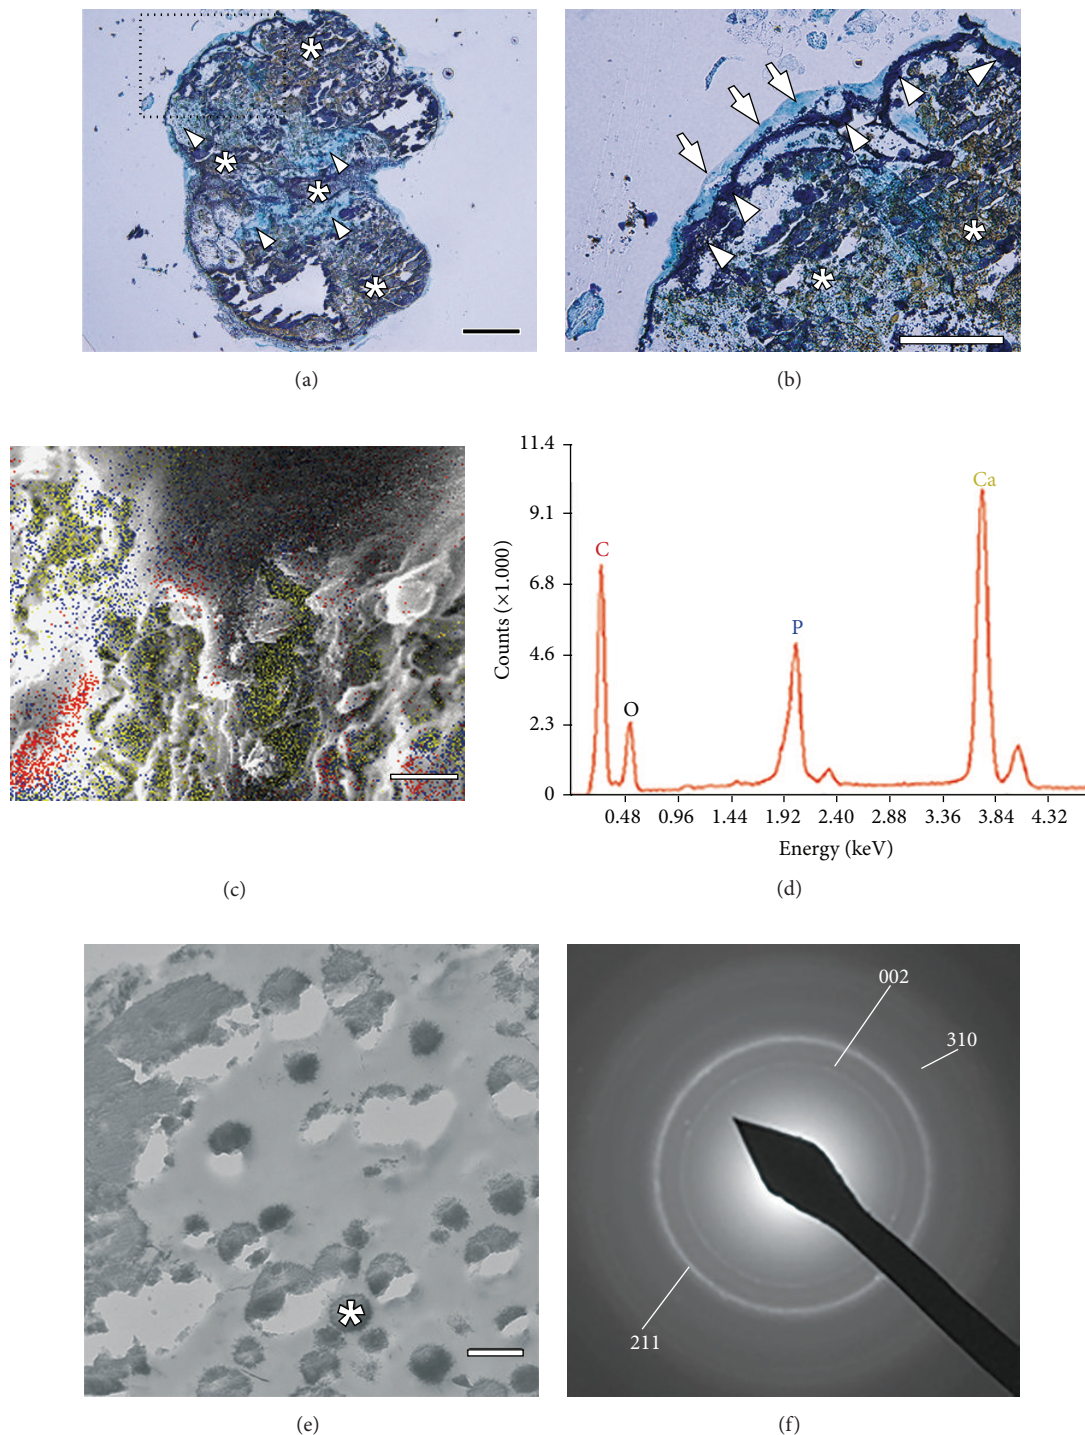 (a)
(b)
11.4
9.1
6.8
4.6
2.3
0
Counts (×1.000)
C
O
P
Ca
0.48 0.96 1.44 1.92 2.40 2.88 3.36 3.84 4.32
Energy (keV)
(c)
(d)
002
310
211
(e)
(f)